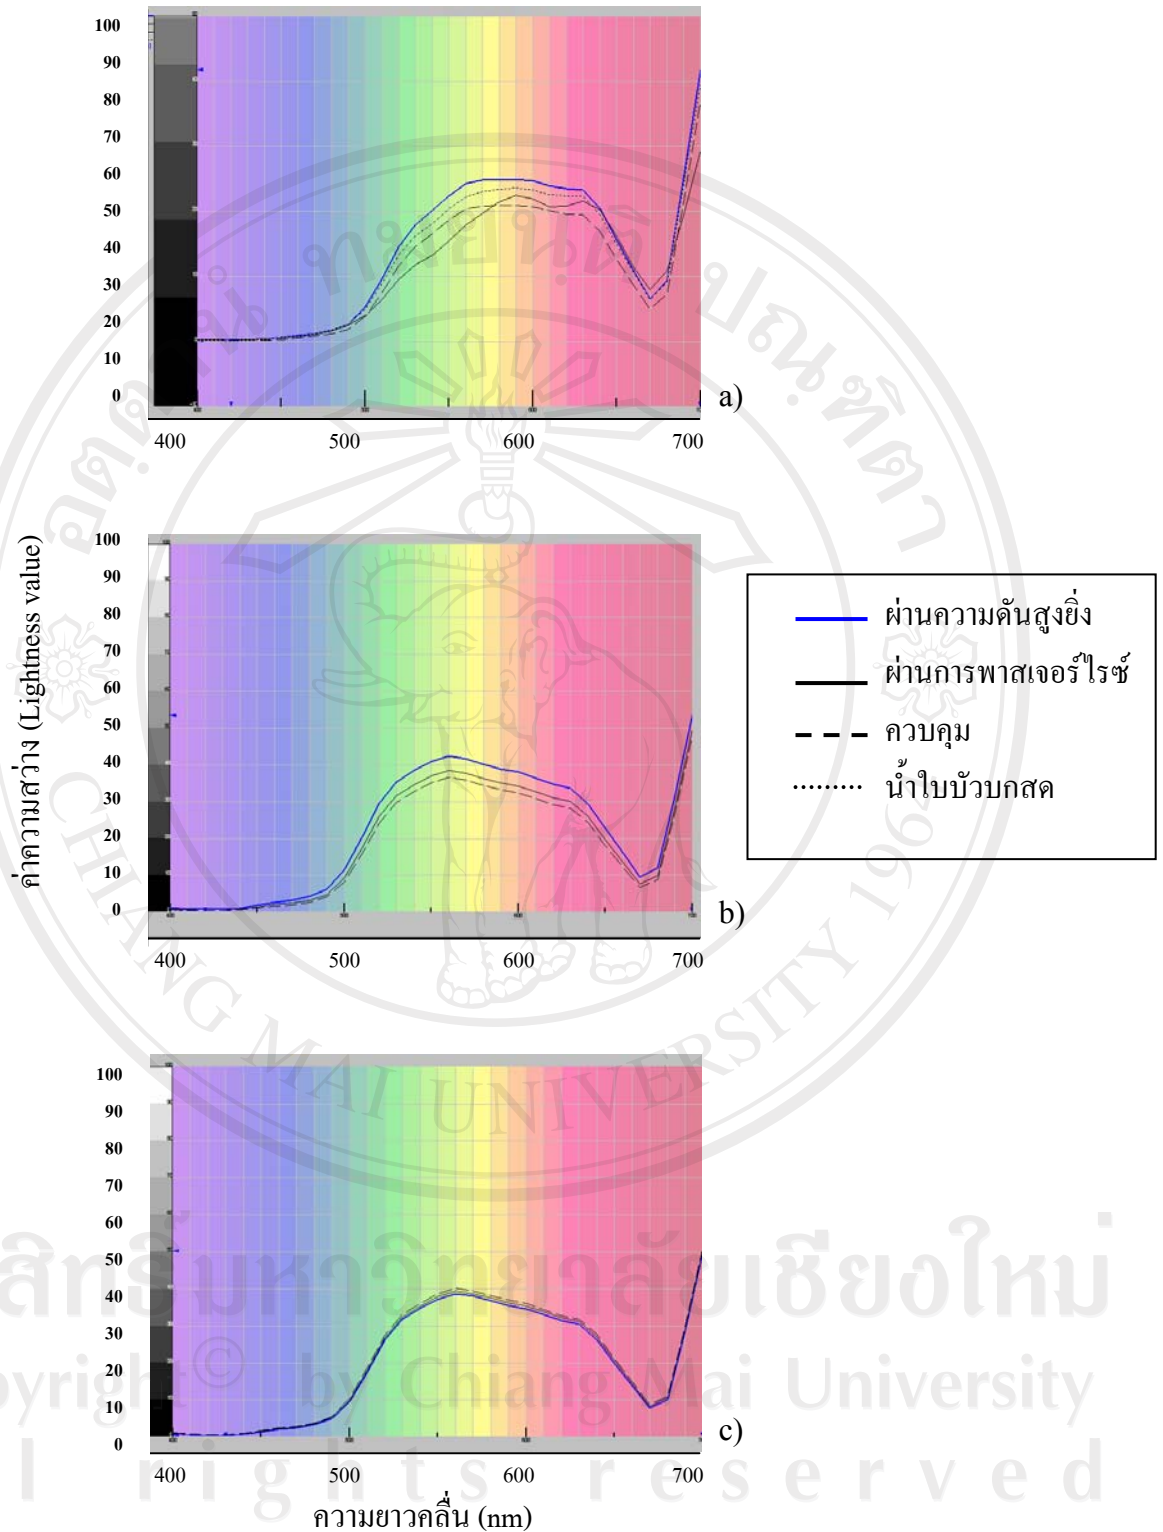 100
90
80
70
60
50
40
30
20
10
0
a)
400 500 600 700
ค่าความสว่าง (Lightness value)
100
90
80
70
60
50
40
30
20
10
0
b)
400 500 600 700
ผ่านความดันสูงยิ่ง
ผ่านการพาสเจอร์ไรซ์
ควบคุม
น้ำใบบัวบกสด
100
90
80
70
60
50
40
30
20
10
0
c)
400 500 600 700
ความยาวคลื่น (nm)
CHIANG MAI UNIVERSITY 1964
สิทธิ์มหาวิทยาลัยเชียงใหม่
pyright © by Chiang Mai University
l rights reserved